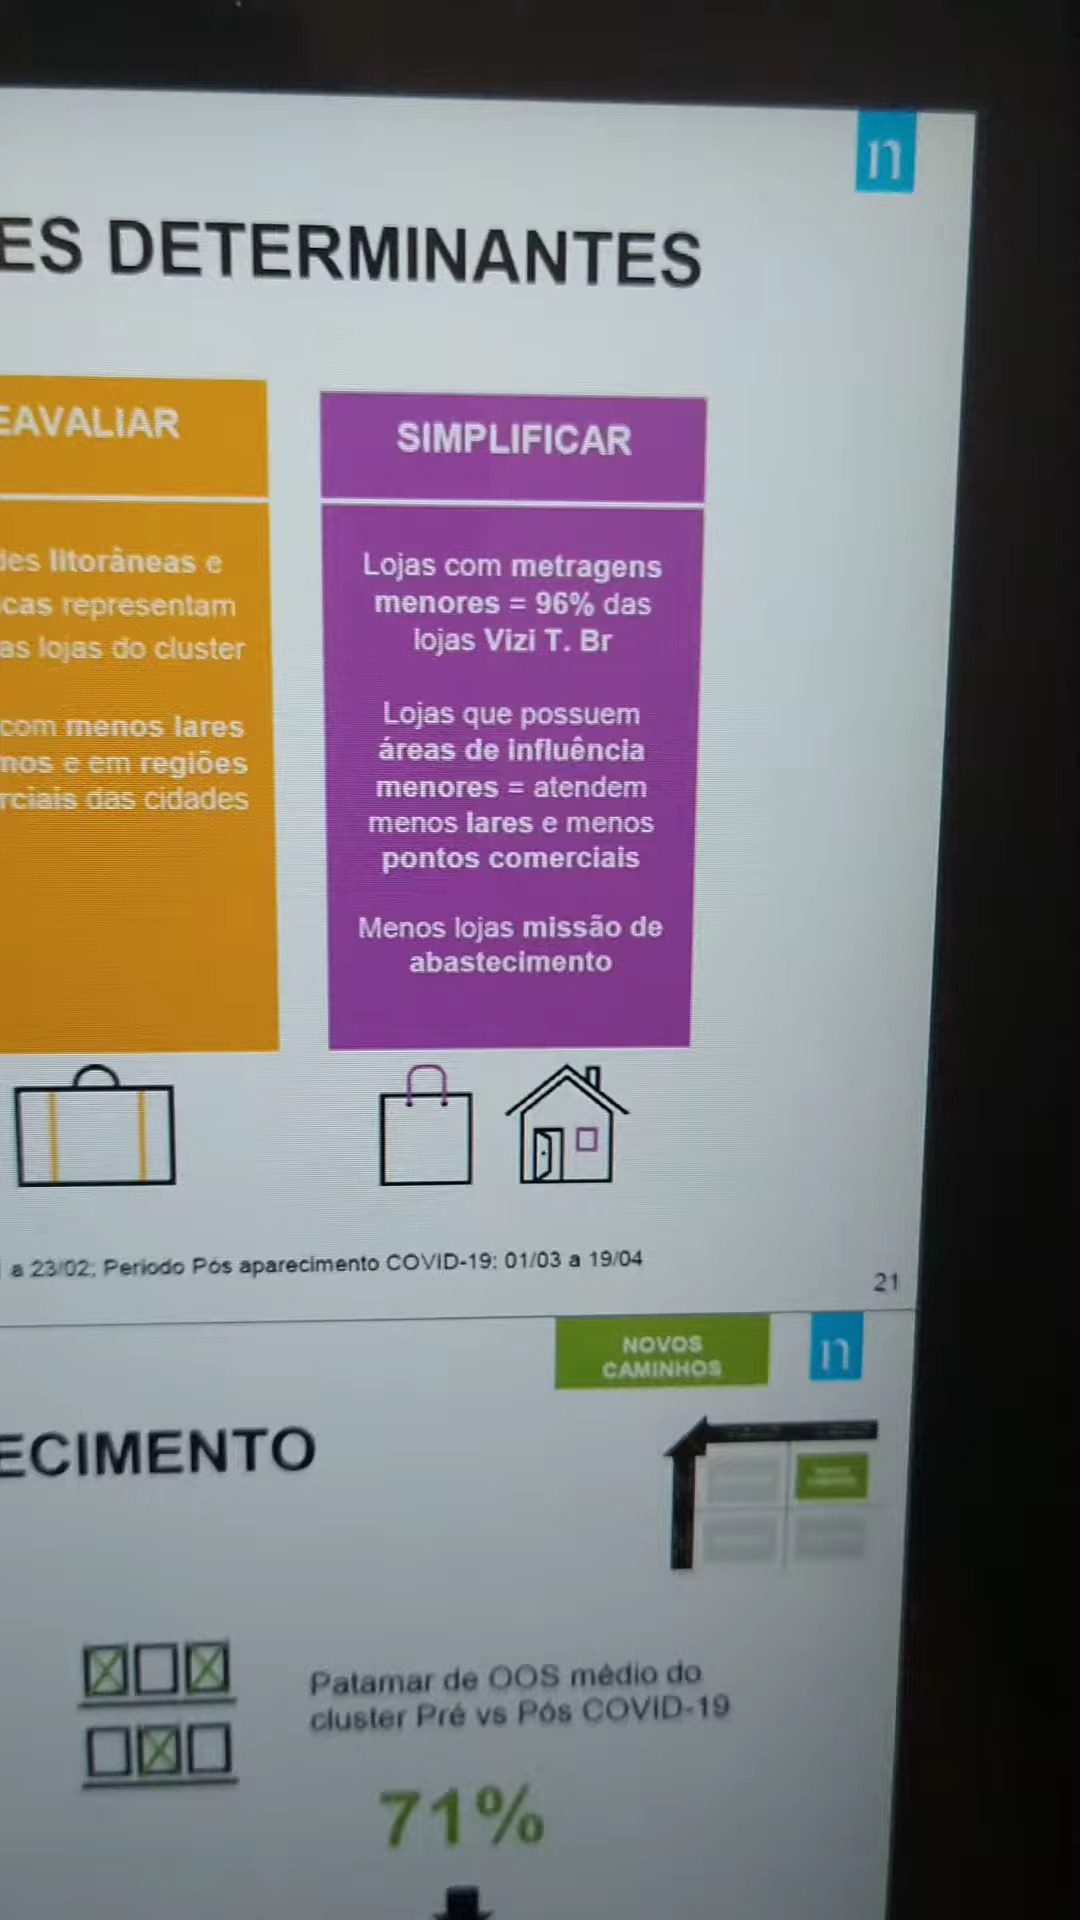 n
ES DETERMINANTES
EAVALIAR
des litorâneas e
icas representam
as lojas do cluster
com menos lares
mos e em regiões
rciais das cidades
SIMPLIFICAR
Lojas com metragens
menores = 96% das
lojas Vizi T. Br
Lojas que possuem
áreas de influência
menores = atendem
menos lares e menos
pontos comerciais
Menos lojas missão de
abastecimento
a 23/02; Período Pós aparecimento COVID-19: 01/03 a 19/04
21
NOVOS
CAMINHOS
n
ECIMENTO
Patamar de OOS médio do
cluster Pré vs Pós COVID-19
71%